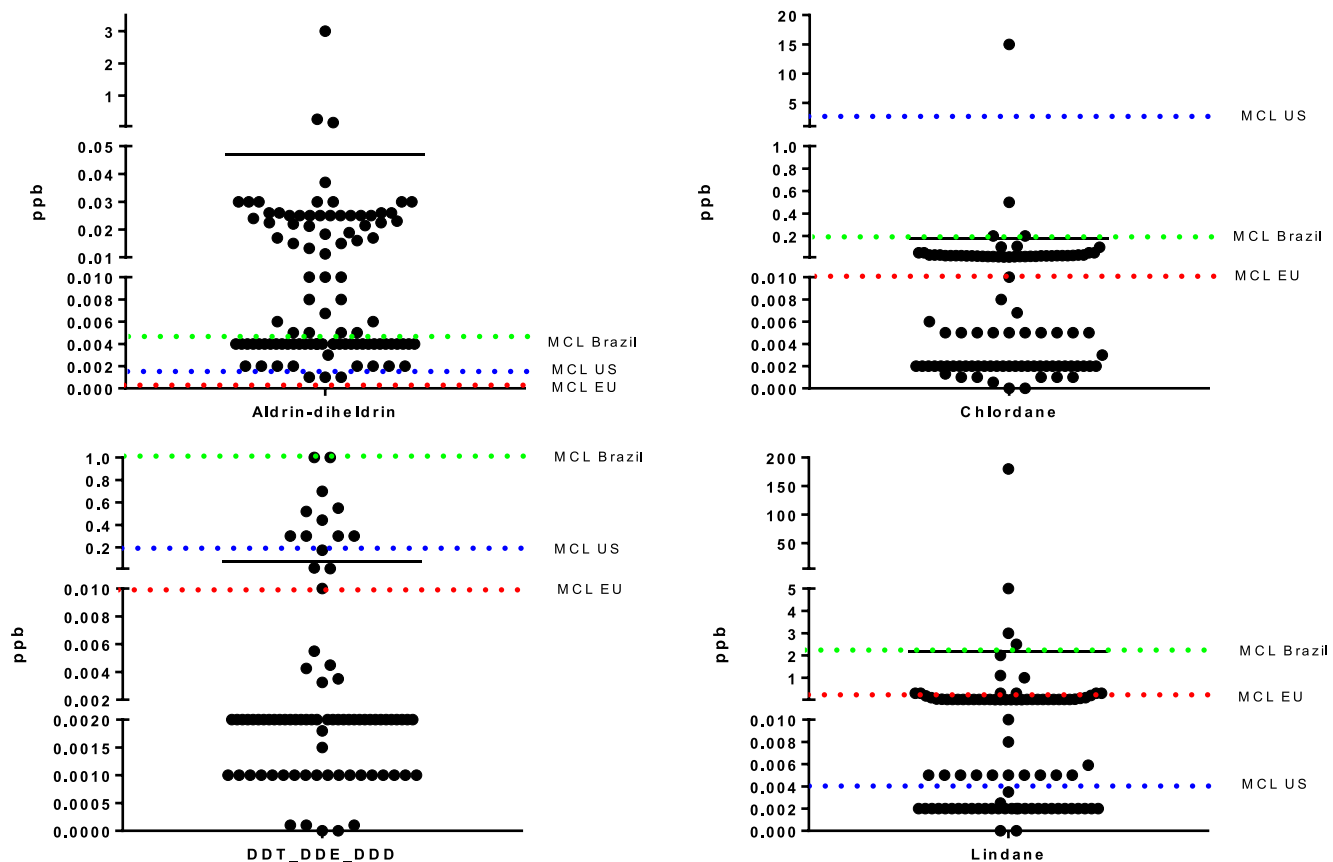 3
2
1
0.05
0.04
0.03
0.02
0.01
0.010
0.008
0.006
0.004
0.002
0.000
ppb
MCL Brazil
MCL US
MCL EU
Aldrin-diheldrin
20
15
10
5
1.0
0.8
0.6
0.4
0.2
0.010
0.008
0.006
0.004
0.002
0.000
ppb
MCL US
MCL Brazil
MCL EU
Chlordane
1.0
0.8
0.6
0.4
0.2
0.010
0.008
0.006
0.004
0.002
0.0020
0.0015
0.0010
0.0005
0.0000
ppb
MCL Brazil
MCL US
MCL EU
DDT_DDE_DDD
200
150
100
50
5
4
3
2
1
0.010
0.008
0.006
0.004
0.002
0.000
ppb
MCL Brazil
MCL EU
MCL US
Lindane